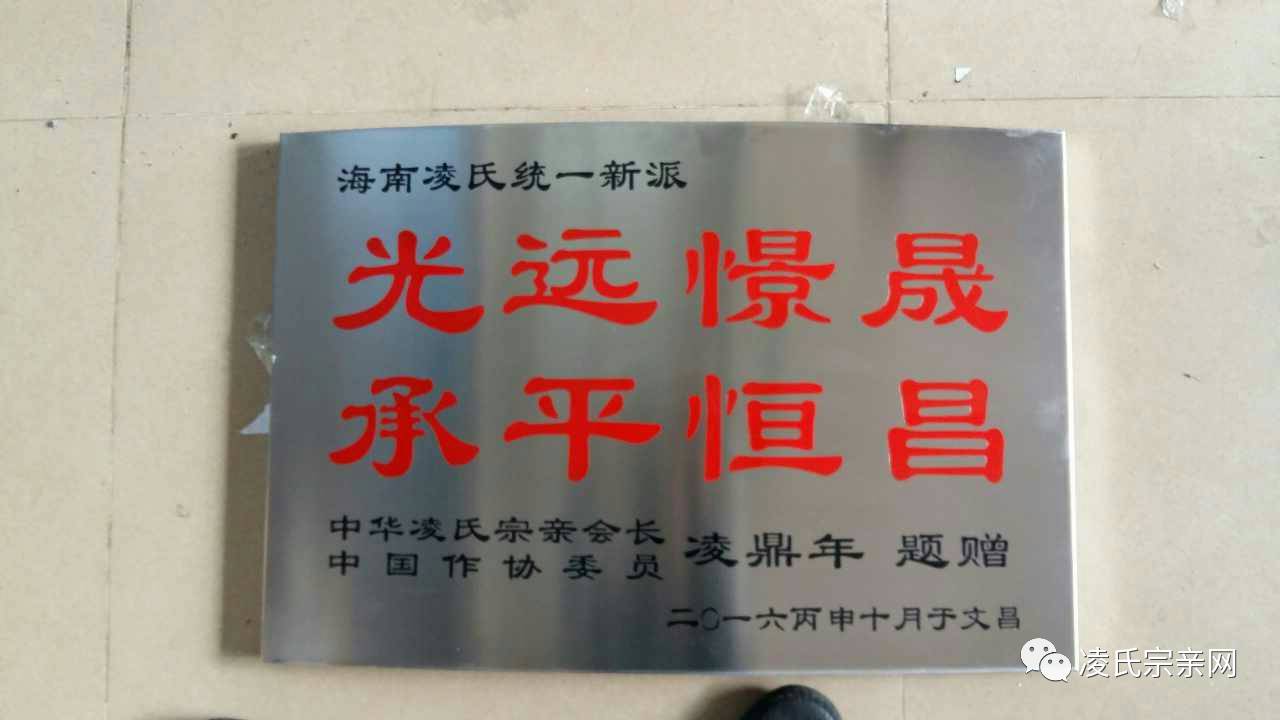 海南凌氏统一新派
光远憬晟
承平恒昌
中华凌氏宗亲会长
中国作协委员
凌鼎年 题赠
二〇一六丙申十月于文昌
凌氏宗亲网